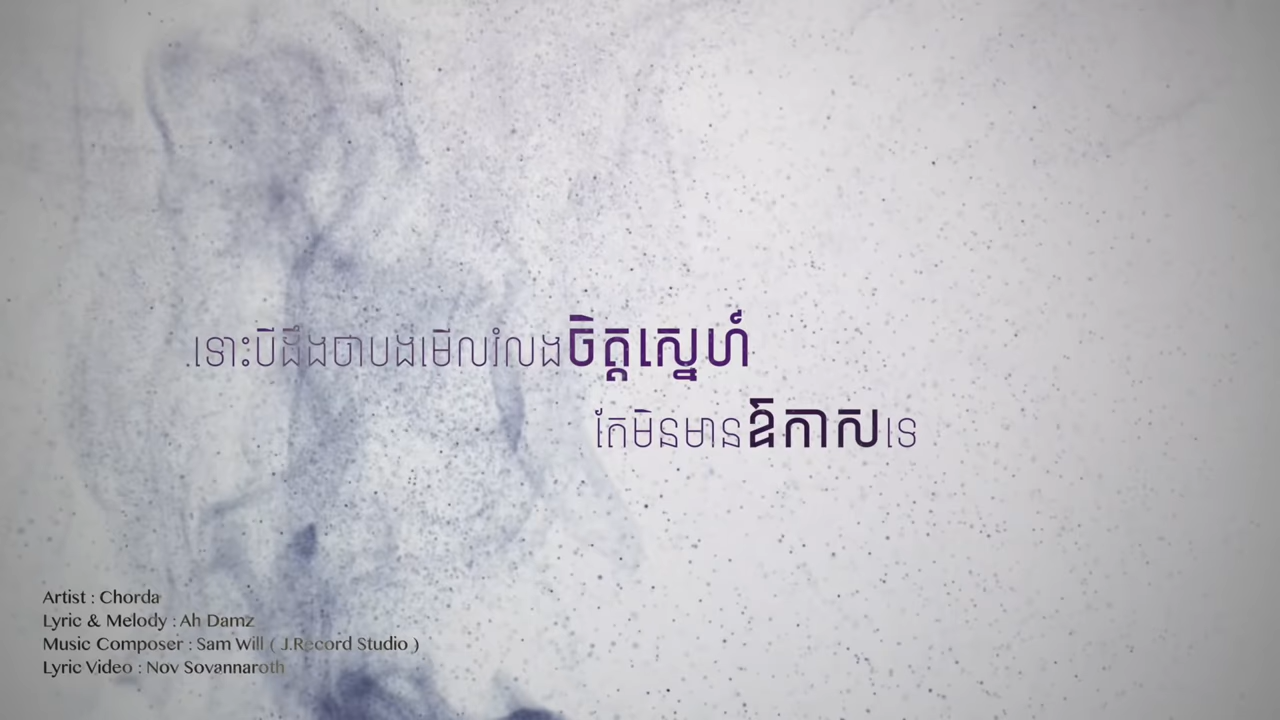 ទោះបីដឹងថាបងមើលរំលងចិត្តស្នេហ៍
តែមិនមានឱកាសទេ
Artist : Chorda
Lyric & Melody : Ah Damz
Music Composer : Sam Will ( J.Record Studio )
Lyric Video : Nov Sovannaroth